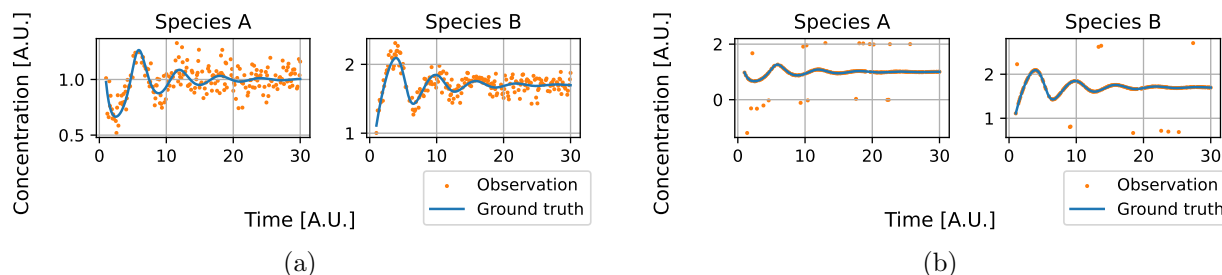 Species A
Species B
Concentration [A.U.]
1.0
0.5
2
1
0
10
20
30
0
10
20
30
Time [A.U.]
Observation
Ground truth
(a)
Species A
Species B
Concentration [A.U.]
2
0
2
1
0
10
20
30
0
10
20
30
Time [A.U.]
Observation
Ground truth
(b)